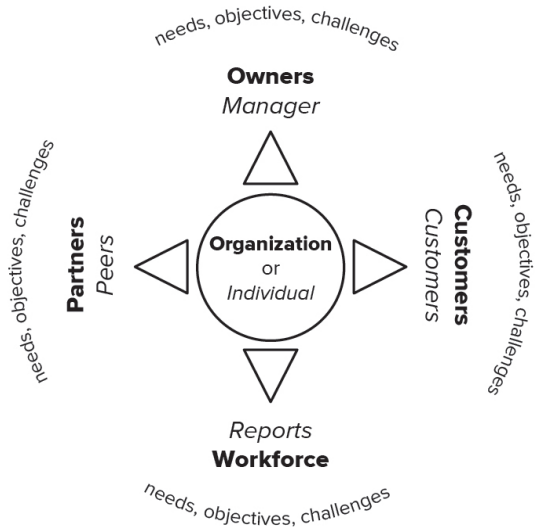 needs, objectives, challenges
Owners
Manager
needs, objectives, challenges
Partners
Peers
Organization
or
Individual
Customers
Customers
needs, objectives, challenges
Reports
Workforce
needs, objectives, challenges